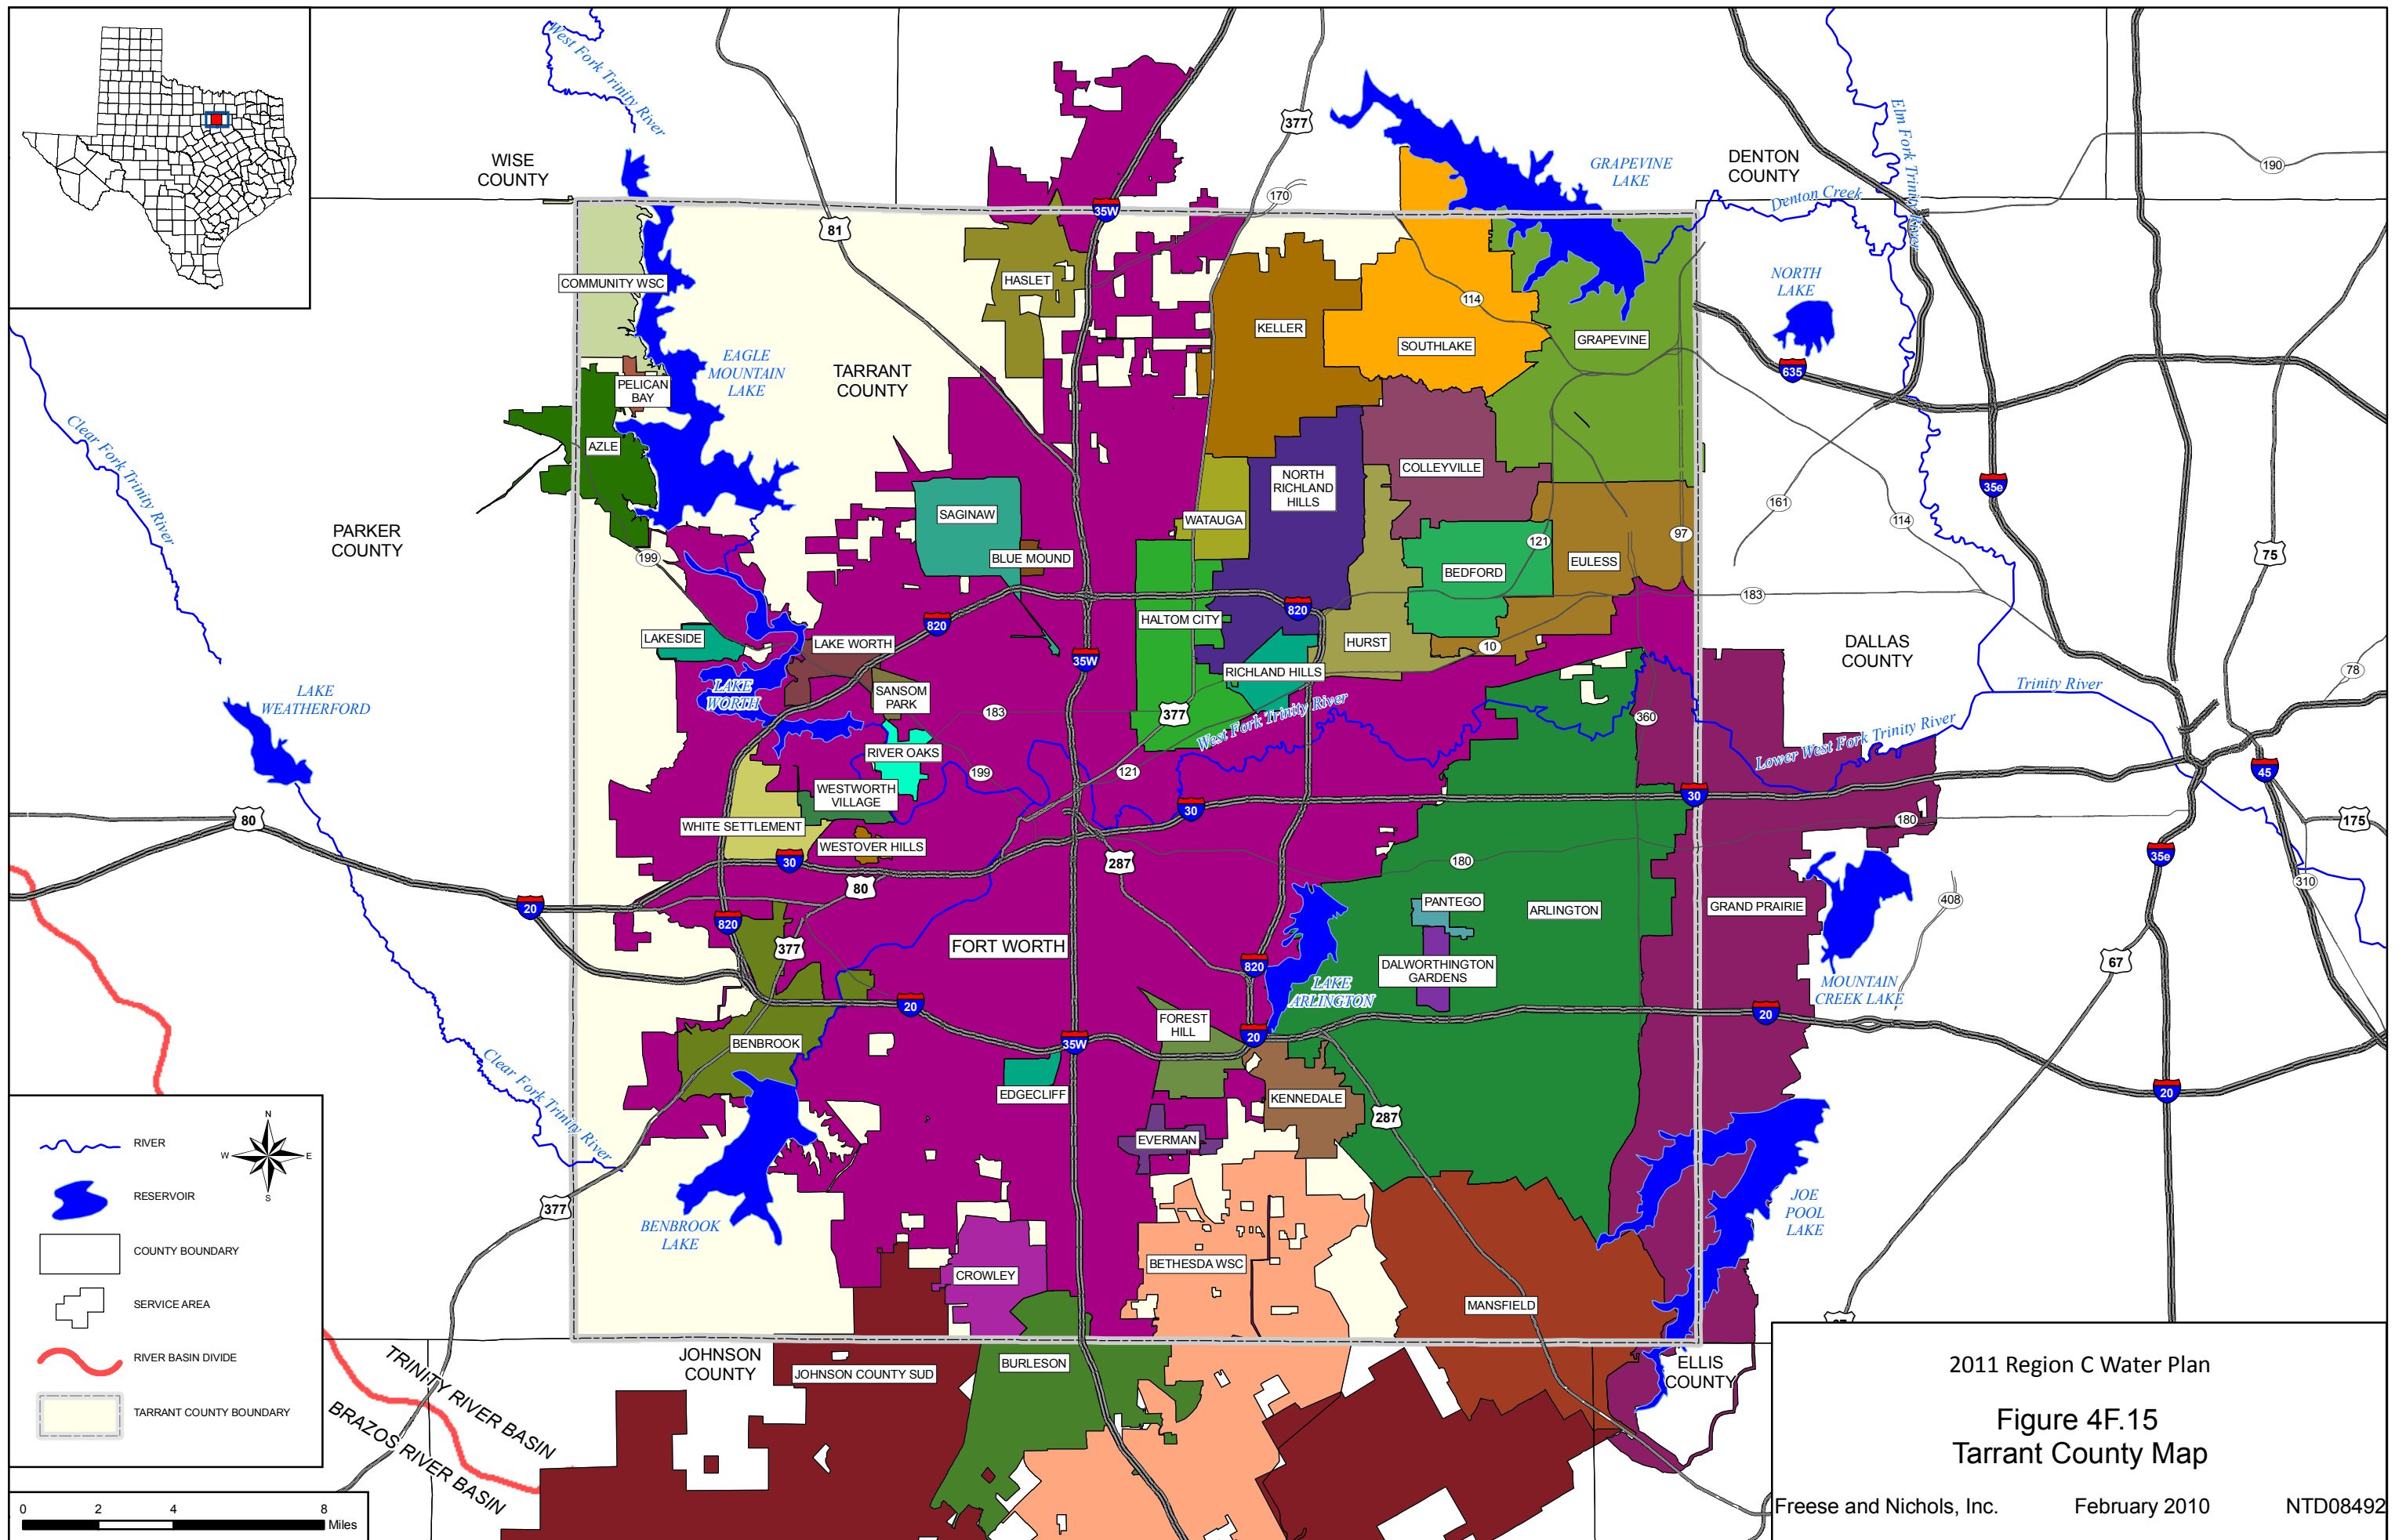 West Fork Trinity River
377
Elm Fork Trinity River
WISE
COUNTY
GRAPEVINE
LAKE
DENTON
COUNTY
190
170
Denton Creek
35W
81
COMMUNITY WSC
HASLET
NORTH
LAKE
114
KELLER
SOUTHLAKE
GRAPEVINE
EAGLE
MOUNTAIN
LAKE
TARRANT
COUNTY
635
PELICAN
BAY
Clear Fork Trinity River
AZLE
COLLEYVILLE
NORTH
RICHLAND
HILLS
35e
161
SAGINAW
WATAUGA
114
PARKER
COUNTY
97
121
75
199
BLUE MOUND
BEDFORD
EULESS
183
820
820
HALTOM CITY
LAKESIDE
LAKE WORTH
HURST
10
DALLAS
COUNTY
35W
RICHLAND HILLS
78
LAKE
WORTH
SANSOM
PARK
LAKE
WEATHERFORD
Trinity River
183
377
West Fork Trinity River
360
Lower West Fork Trinity River
RIVER OAKS
199
121
45
WESTWORTH
VILLAGE
30
30
80
WHITE SETTLEMENT
180
175
WESTOVER HILLS
30
287
180
35e
80
310
PANTEGO
408
20
ARLINGTON
GRAND PRAIRIE
820
377
FORT WORTH
820
67
DALWORTHINGTON
GARDENS
LAKE
ARLINGTON
MOUNTAIN
CREEK LAKE
20
20
FOREST
HILL
20
BENBROOK
35W
Clear Fork Trinity River
EDGECLIFF
KENNEDALE
287
20
EVERMAN
N
W
E
S
RIVER
RESERVOIR
COUNTY BOUNDARY
SERVICE AREA
RIVER BASIN DIVIDE
TARRANT COUNTY BOUNDARY
377
BENBROOK
LAKE
JOE
POOL
LAKE
BETHESDA WSC
CROWLEY
MANSFIELD
JOHNSON
COUNTY
JOHNSON COUNTY SUD
BURLESON
ELLIS
COUNTY
TRINITY RIVER BASIN
BRAZOS RIVER BASIN
0 2 4 8
Miles
2011 Region C Water Plan
Figure 4F.15
Tarrant County Map
Freese and Nichols, Inc. February 2010 NTD08492